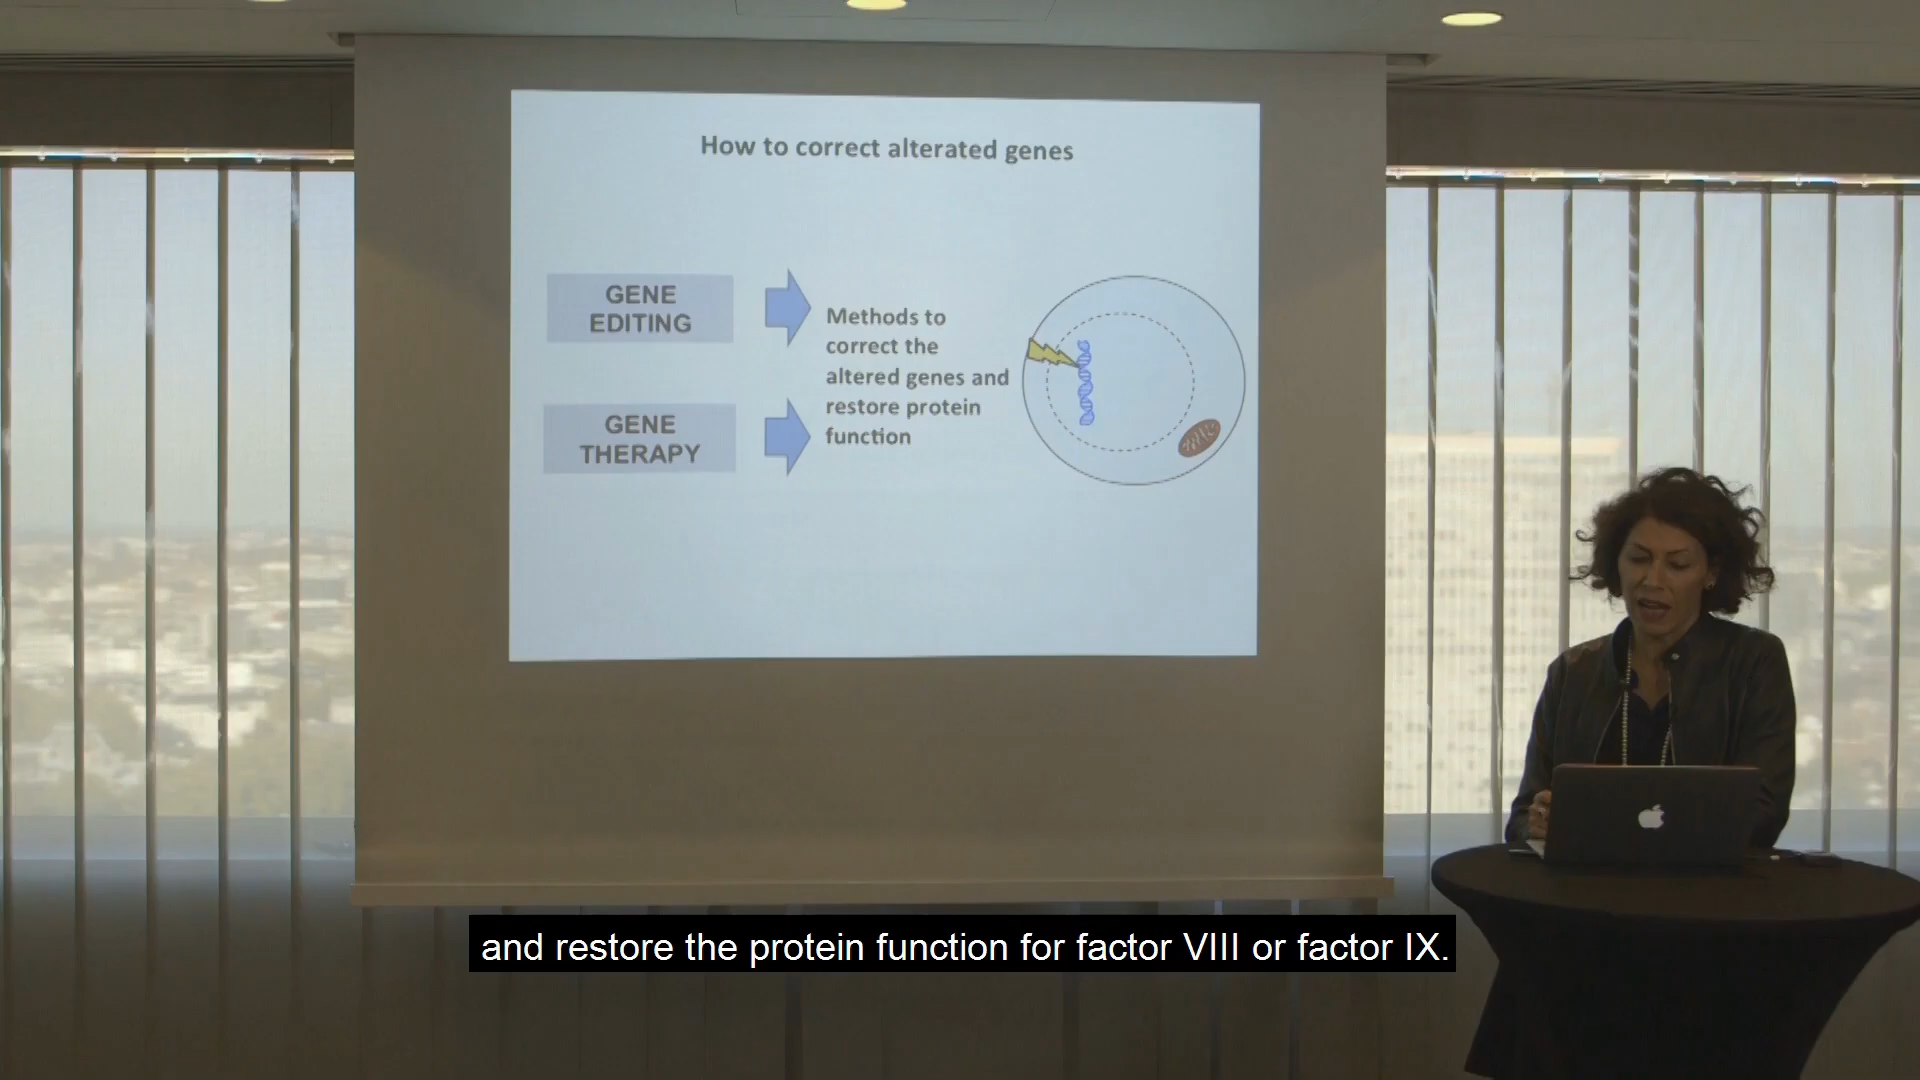 How to correct alterated genes
GENE
EDITING
GENE
THERAPY
Methods to
correct the
altered genes and
restore protein
function
and restore the protein function for factor VIII or factor IX.